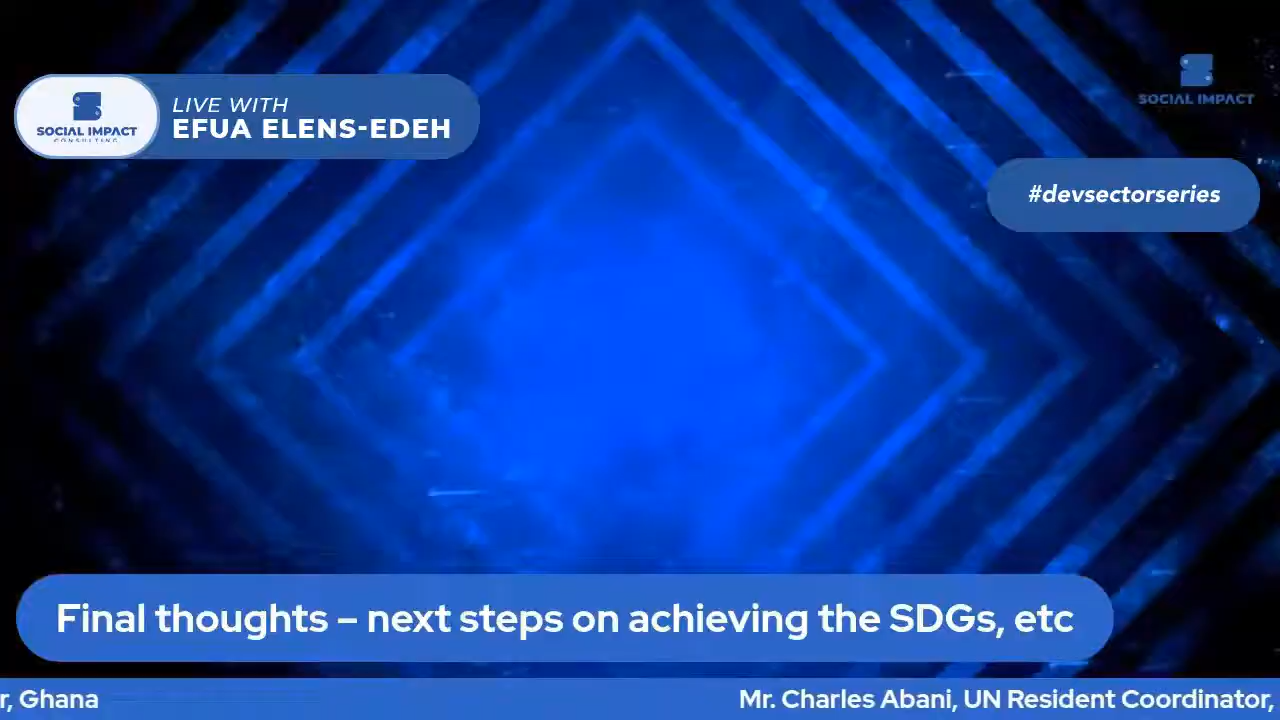 LIVE WITH
EFUA ELENS-EDEH
SOCIAL IMPACT
CONSULTING
SOCIAL IMPACT
#devsectorseries
Final thoughts – next steps on achieving the SDGs, etc
r, Ghana
Mr. Charles Abani, UN Resident Coordinator,